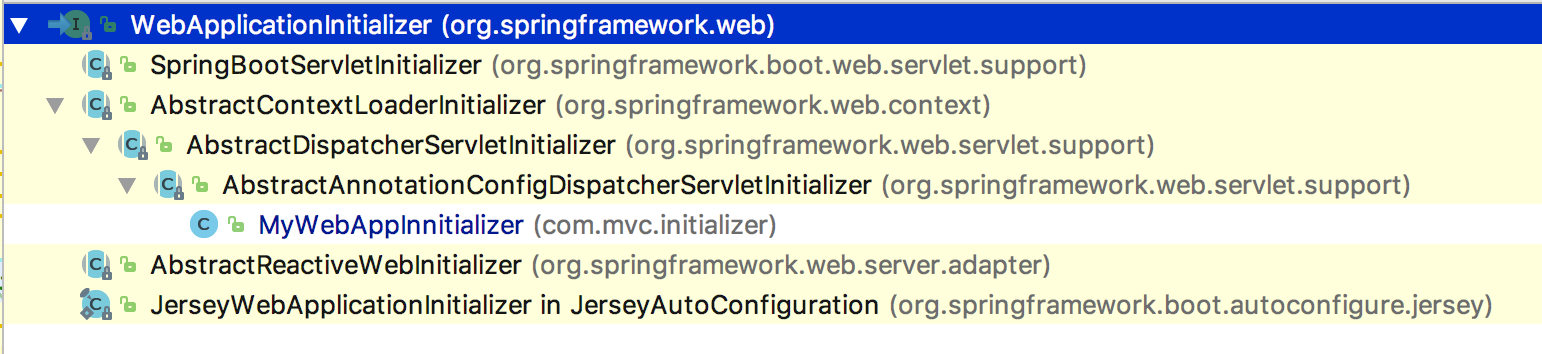 I WebApplicationInitializer (org.springframework.web)
C SpringBootServletInitializer (org.springframework.boot.web.servlet.support)
C AbstractContextLoaderInitializer (org.springframework.web.context)
C AbstractDispatcherServletInitializer (org.springframework.web.servlet.support)
C AbstractAnnotationConfigDispatcherServletInitializer (org.springframework.web.servlet.support)
C MyWebAppInnitializer (com.mvc.initializer)
C AbstractReactiveWebInitializer (org.springframework.web.server.adapter)
C JerseyWebApplicationInitializer in JerseyAutoConfiguration (org.springframework.boot.autoconfigure.jersey)